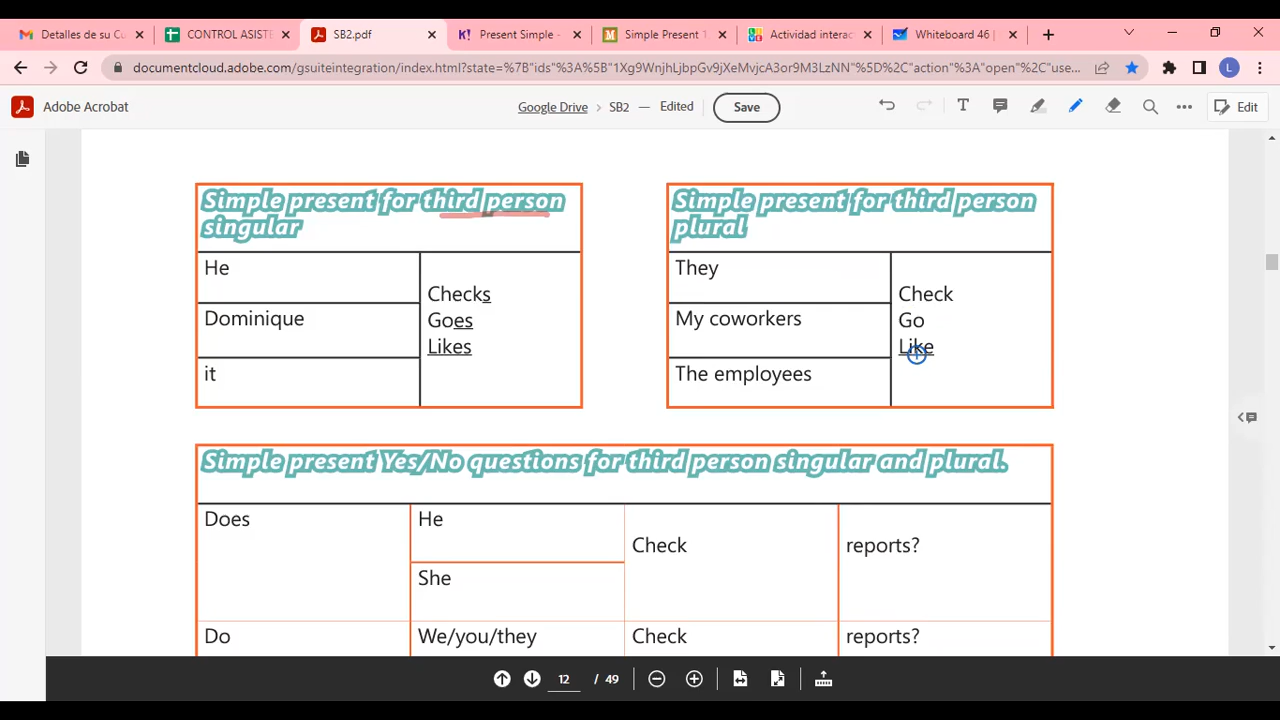 Detalles de su Cu
CONTROL ASISTE
SB2.pdf
Present Simple -
Simple Present T
Actividad interac
Whiteboard 46 |
documentcloud.adobe.com/gsuiteintegration/index.html?state=%7B"ids"%3A%5B"1Xg9WnjhLjbpGv9jXeMvjcA3or9M3LzNN"%5D%2C"action"%3A"open"%2C"use...
L
Adobe Acrobat
Google Drive > SB2 — Edited
Save
Edit
Simple present for third person
singular
He
Dominique
it
Checks
Goes
Likes
Simple present for third person
plural
They
My coworkers
The employees
Check
Go
Like
Simple present Yes/No questions for third person singular and plural.
Does
He
She
Check
reports?
Do
We/you/they
Check
reports?
12 / 49